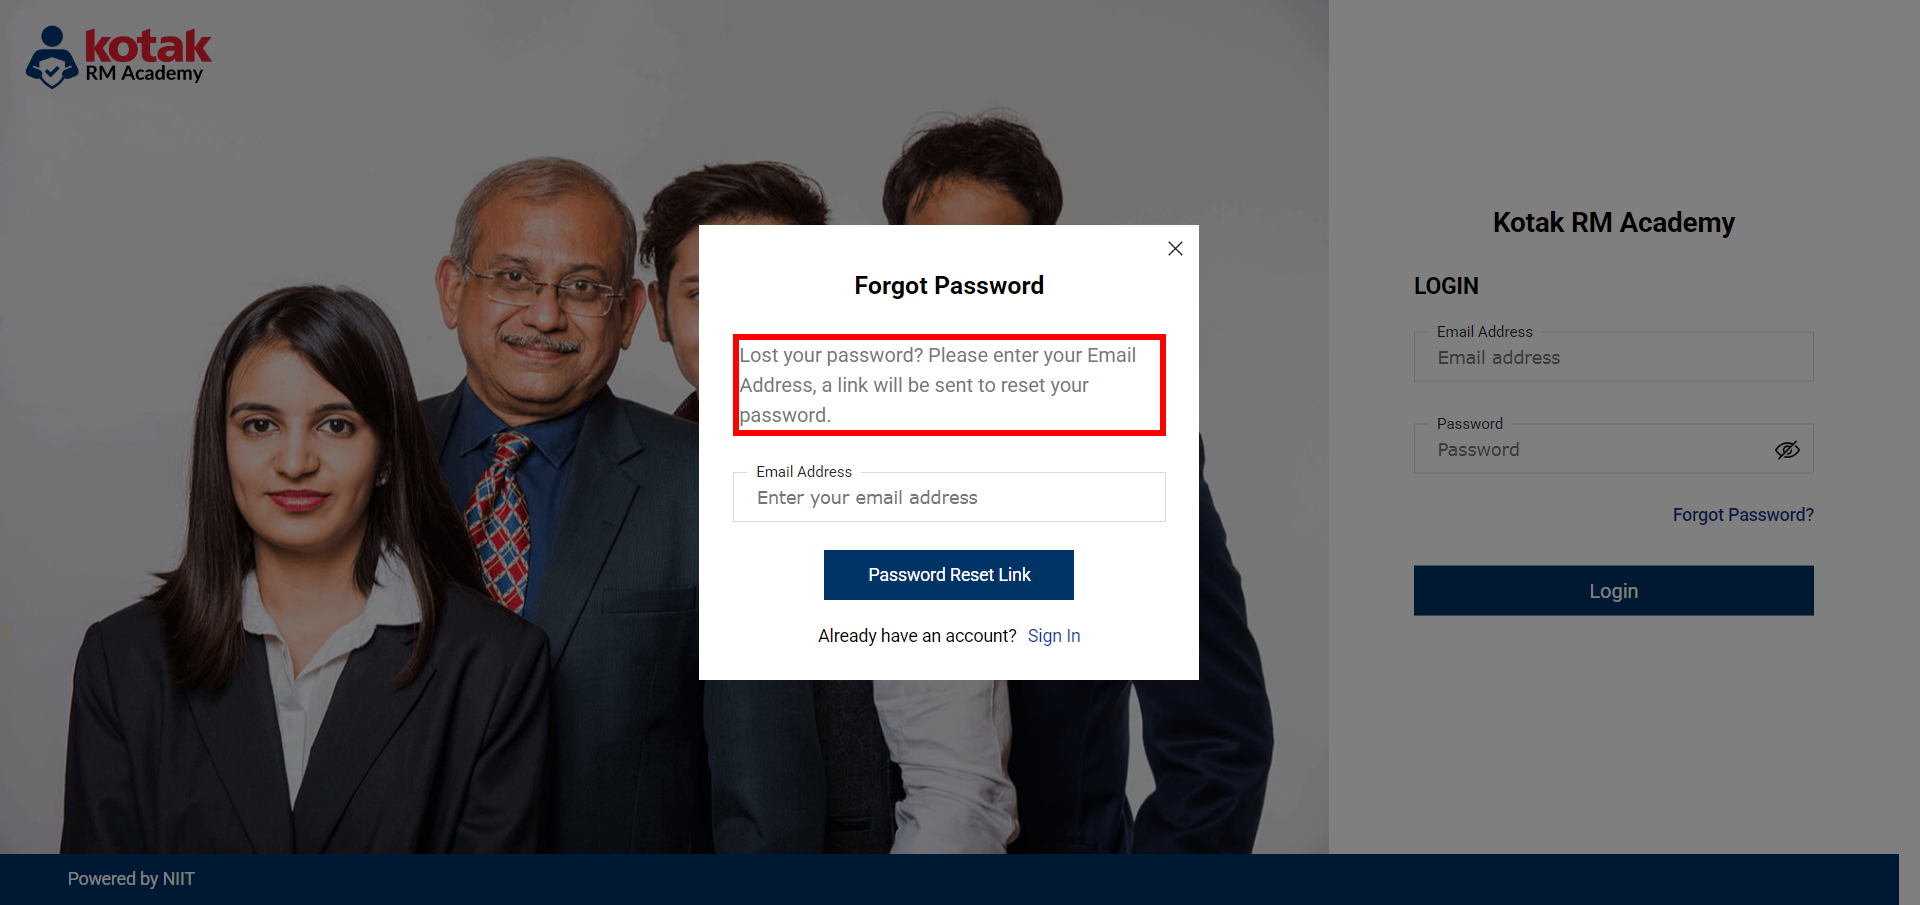 kotak
RM Academy
Forgot Password
Lost your password? Please enter your Email
Address, a link will be sent to reset your
password.
Email Address
Enter your email address
Password Reset Link
Already have an account? Sign In
Kotak RM Academy
LOGIN
Email Address
Email address
Password
Password
Forgot Password?
Login
Powered by NIIT